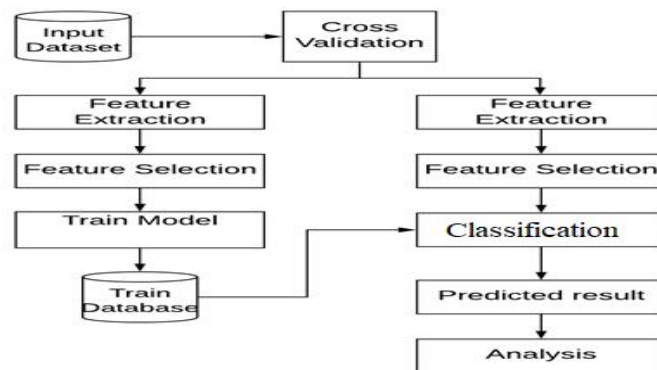 Input
Dataset
Cross
Validation
Feature
Extraction
Feature Selection
Train Model
Train
Database
Feature
Extraction
Feature Selection
Classification
Predicted result
Analysis